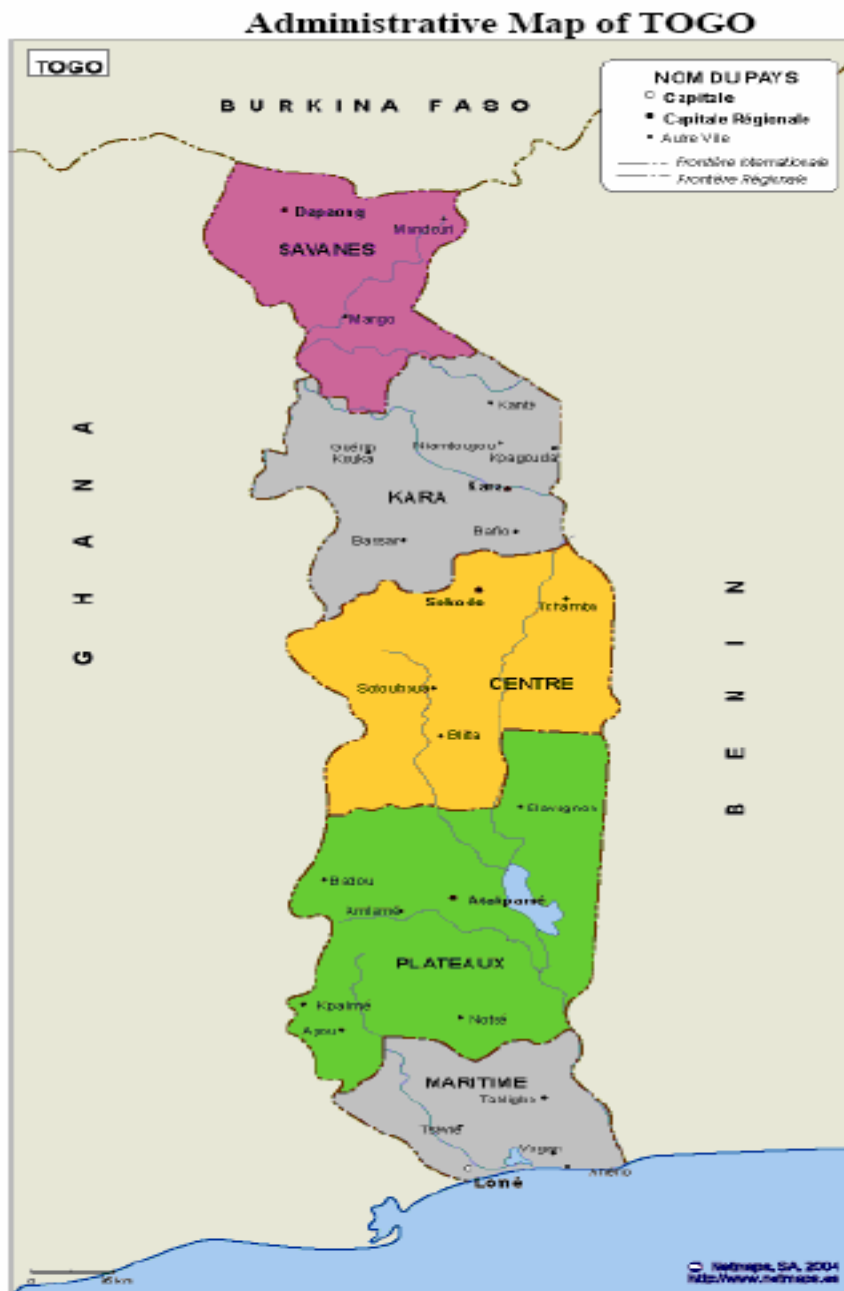 Administrative Map of TOGO
TOGO
NOM DU PAYS
Capitale
Capitale Régionale
Autre Ville
Frontière Internationale
Frontière Régionale
BURKINA FASO
Dapaong
Mandouri
SAVANES
Mango
GHANA
Kanté
Niamtougou
Guérin
Kouka
Kpagouda
Kara
KARA
Bafilo
Bassar
Sokodé
Tchamba
BENIN
CENTRE
Sotouboua
Blitta
Elavagnon
Badou
Atakpamé
Amlamé
PLATEAUX
Kpalimé
Notsé
Agou
MARITIME
Tabligbo
Tsévié
Vogan
Aného
Lomé
0
© Netmaps, SA. 2004
http://www.netmaps.es